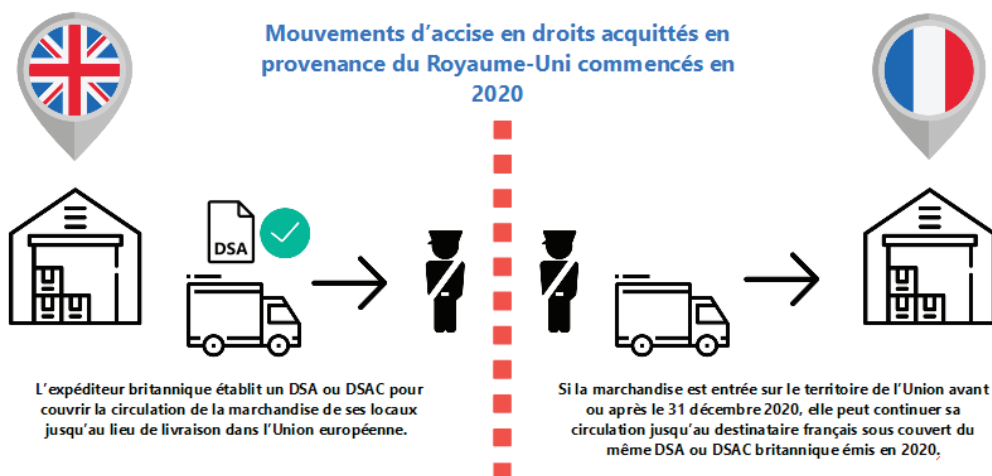 Mouvements d'accise en droits acquittés en
provenance du Royaume-Uni commencés en
2020
DSA
L'expéditeur britannique établit un DSA ou DSAC pour
couvrir la circulation de la marchandise de ses locaux
jusqu'au lieu de livraison dans l'Union européenne.
Si la marchandise est entrée sur le territoire de l'Union avant
ou après le 31 décembre 2020, elle peut continuer sa
circulation jusqu'au destinataire français sous couvert du
même DSA ou DSAC britannique émis en 2020.